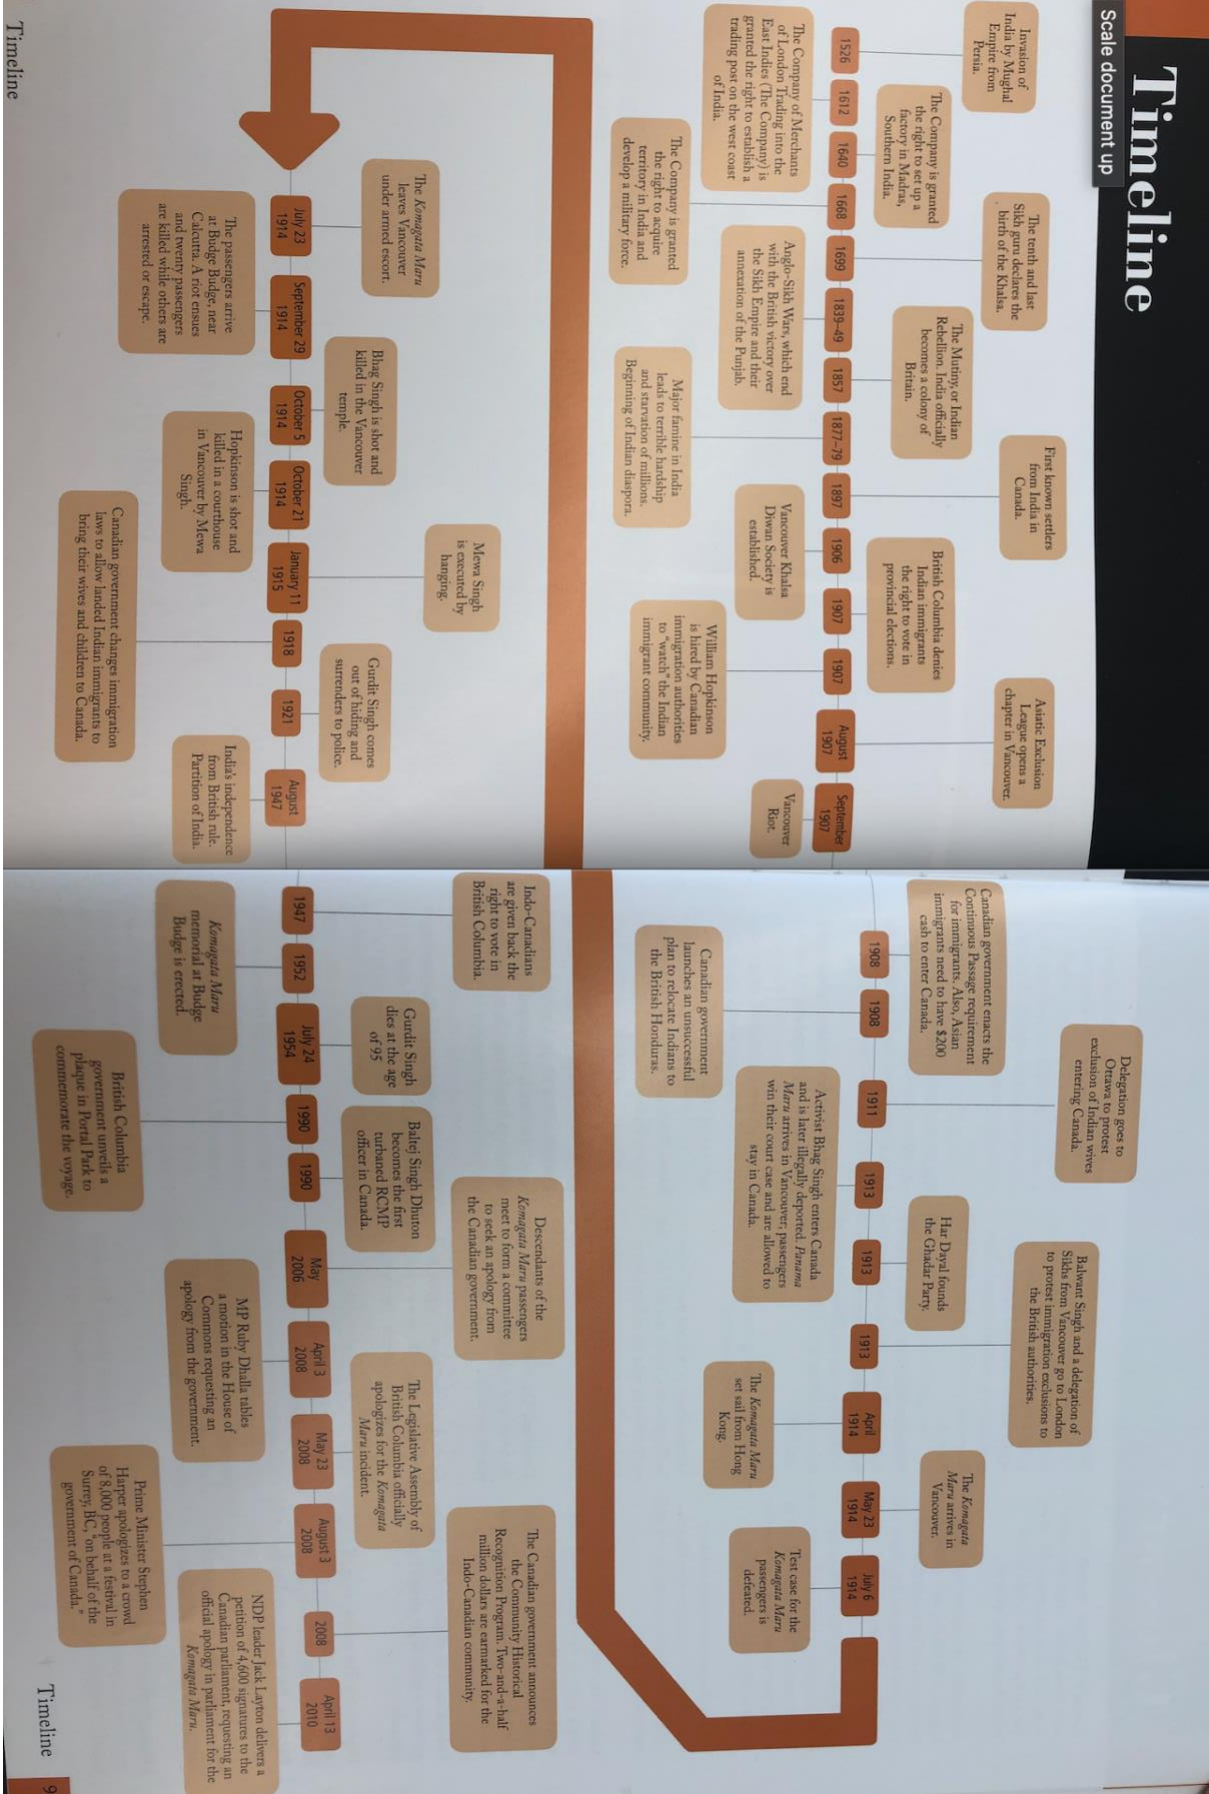 Scale document up
Timeline
Invasion of
India by Mughal
Empire from
Persia.
1526
The Company of Merchants
of London Trading into the
East Indies (The Company) is
granted the right to establish a
trading post on the west coast
of India.
1612
The Company is granted
the right to set up a
factory in Madras,
Southern India.
1640
The Company is granted
the right to acquire
territory in India and
develop a military force.
1668
The tenth and last
Sikh guru declares the
birth of the Khalsa.
1699
Anglo-Sikh Wars, which end
with the British victory over
the Sikh Empire and their
annexation of the Punjab.
1839–49
The Mutiny, or Indian
Rebellion. India officially
becomes a colony of
Britain.
1857
Major famine in India
leads to terrible hardship
and starvation of millions.
Beginning of Indian diaspora.
1877–79
First known settlers
from India in
Canada.
1897
Vancouver Khalsa
Diwan Society is
established.
1906
British Columbia denies
Indian immigrants
the right to vote in
provincial elections.
1907
William Hopkinson
is hired by Canadian
immigration authorities
to “watch” the Indian
immigrant community.
1907
Asiatic Exclusion
League opens a
chapter in Vancouver.
August
1907
Vancouver
Riot.
September
1907
Canadian government enacts the
Continuous Passage requirement
for immigrants. Also, Asian
immigrants need to have $200
cash to enter Canada.
1908
Canadian government
launches an unsuccessful
plan to relocate Indians to
the British Honduras.
1908
Delegation goes to
Ottawa to protest
exclusion of Indian wives
entering Canada.
1911
Activist Bhag Singh enters Canada
and is later illegally deported. Panama
Maru arrives in Vancouver; passengers
win their court case and are allowed to
stay in Canada.
1913
Har Dayal founds
the Ghadar Party.
1913
Balwant Singh and a delegation of
Sikhs from Vancouver go to London
to protest immigration exclusions to
the British authorities.
1913
The Komagata Maru
set sail from Hong
Kong.
April
1914
The Komagata
Maru arrives in
Vancouver.
May 23
1914
Test case for the
Komagata Maru
passengers is
defeated.
July 6
1914
The Komagata Maru
leaves Vancouver
under armed escort.
July 23
1914
The passengers arrive
at Budge Budge, near
Calcutta. A riot ensues
and twenty passengers
are killed while others are
arrested or escape.
September 29
1914
Bhag Singh is shot and
killed in the Vancouver
temple.
October 5
1914
Hopkinson is shot and
killed in a courthouse
in Vancouver by Mewa
Singh.
October 21
1914
Mewa Singh
is executed by
hanging.
January 11
1915
Canadian government changes immigration
laws to allow landed Indian immigrants to
bring their wives and children to Canada.
1918
Gurdit Singh comes
out of hiding and
surrenders to police.
1921
India’s independence
from British rule.
Partition of India.
August
1947
Indo-Canadians
are given back the
right to vote in
British Columbia.
1947
Komagata Maru
memorial at Budge
Budge is erected.
1952
Gurdit Singh
dies at the age
of 95
July 24
1954
British Columbia
government unveils a
plaque in Portal Park to
commemorate the voyage.
1990
Baltej Singh Dhuton
becomes the first
turbaned RCMP
officer in Canada.
1990
Descendants of the
Komagata Maru passengers
meet to form a committee
to seek an apology from
the Canadian government.
May
2006
MP Ruby Dhalla tables
a motion in the House of
Commons requesting an
apology from the government.
April 3
2008
The Legislative Assembly of
British Columbia officially
apologizes for the Komagata
Maru incident.
May 23
2008
Prime Minister Stephen
Harper apologizes to a crowd
of 8,000 people at a festival in
Surrey, BC, “on behalf of the
government of Canada.”
August 3
2008
The Canadian government announces
the Community Historical
Recognition Program. Two-and-a-half
million dollars are earmarked for the
Indo-Canadian community.
2008
NDP leader Jack Layton delivers a
petition of 4,600 signatures to the
Canadian parliament, requesting an
official apology in parliament for the
Komagata Maru.
April 13
2010
Timeline
Timeline 9